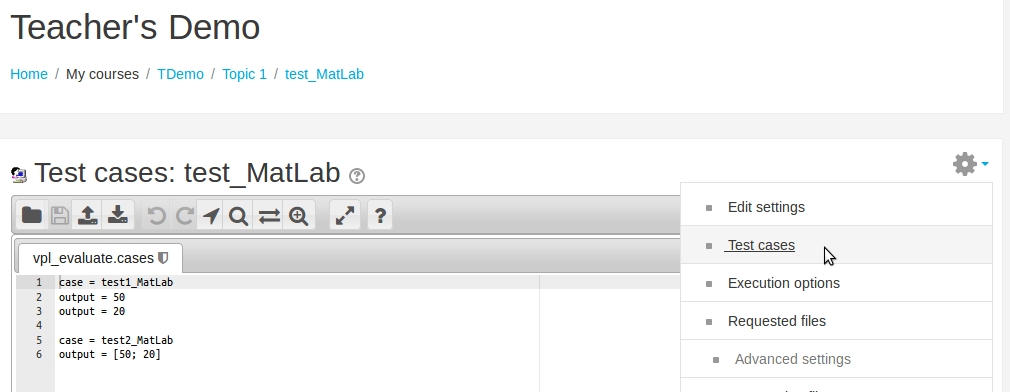 Teacher's Demo
Home / My courses / TDemo / Topic 1 / test_MatLab
Test cases: test_MatLab ?
?
vpl_evaluate.cases
1 case = test1_MatLab
2 output = 50
3 output = 20
4
5 case = test2_MatLab
6 output = [50; 20]
Edit settings
Test cases
Execution options
Requested files
Advanced settings